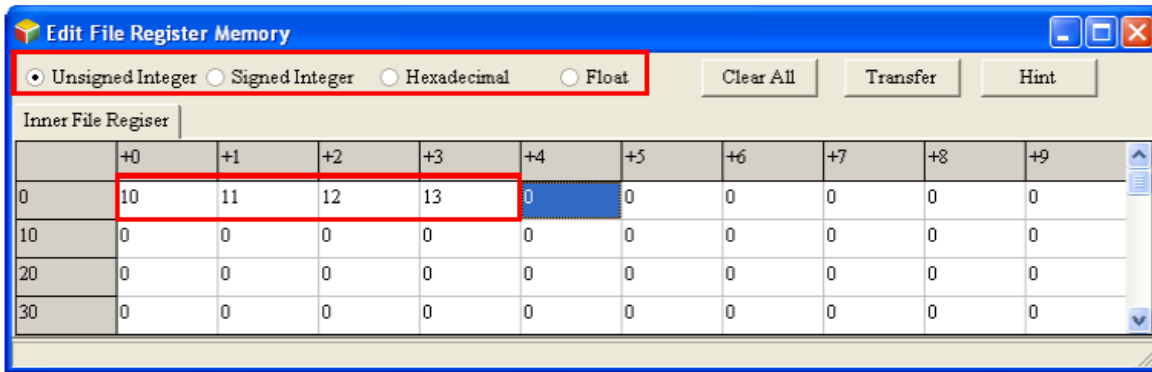 Edit File Register Memory
Unsigned Integer Signed Integer Hexadecimal Float Clear All Transfer Hint
Inner File Regiser
+0 +1 +2 +3 +4 +5 +6 +7 +8 +9
0 10 11 12 13 0 0 0 0 0 0
10 0 0 0 0 0 0 0 0 0 0
20 0 0 0 0 0 0 0 0 0 0
30 0 0 0 0 0 0 0 0 0 0